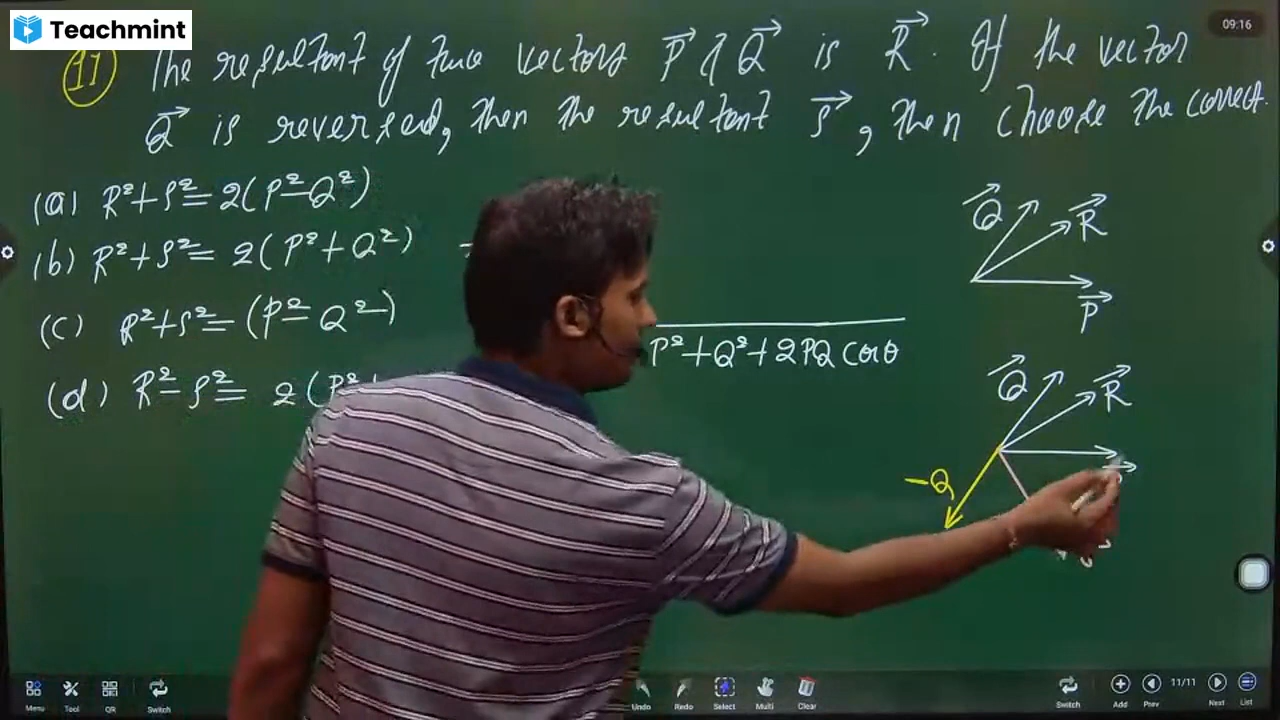 Teachmint
09:16
(11) The resultant of two vectors P⃗ & Q⃗ is R⃗. If the vector
Q⃗ is reversed, then the resultant S⃗, then choose the correct.
(a) R²+S²= 2(P²-Q²)
(b) R²+S²= 2(P²+Q²)
(c) R²+S²= (P²-Q²)
(d) R²-S²= 2(P²+
P²+Q²+2PQ cosθ
Q⃗
R⃗
P⃗
Q⃗
R⃗
-Q
Menu Tool QR Switch Undo Redo Select Multi Clear Switch Add Prev 11/11 Next List